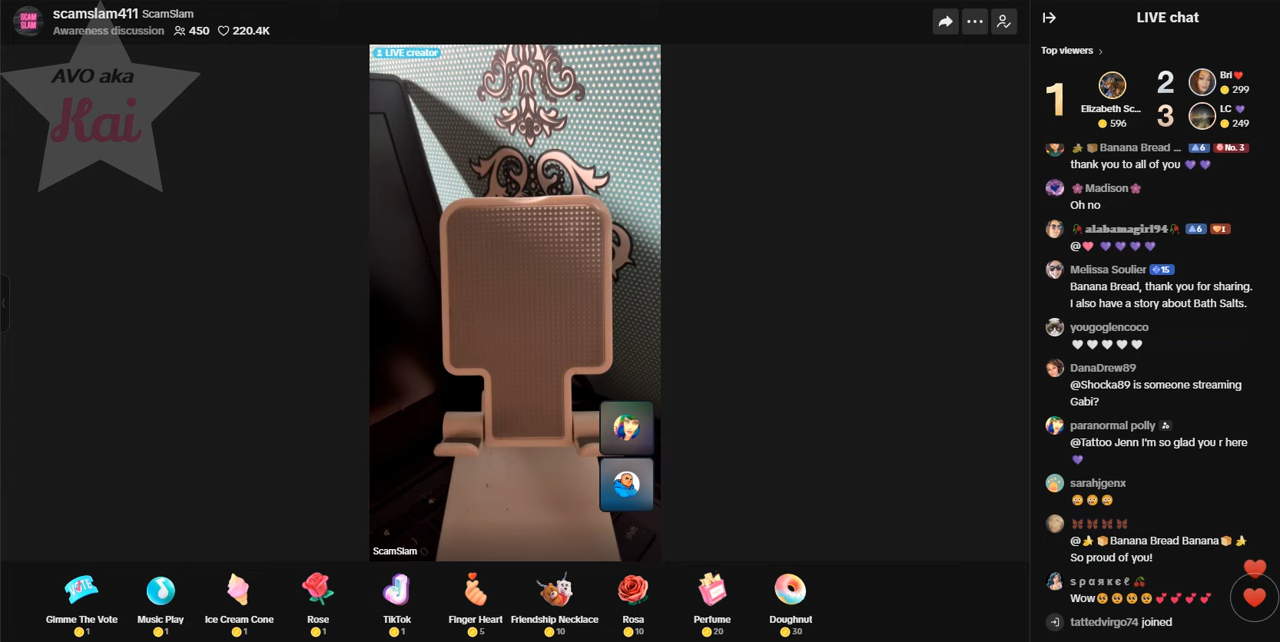 SCAM
SLAM
scamslam411 ScamSlam
Awareness discussion 450 220.4K
AVO aka
Kai
LIVE creator
ScamSlam
shift
Gimme The Vote
1
Music Play
1
Ice Cream Cone
1
Rose
1
TikTok
1
Finger Heart
5
Friendship Necklace
10
Rosa
10
Perfume
20
Doughnut
30
LIVE chat
Top viewers
1
Elizabeth Sc...
596
2
Bri
299
3
LC
249
Banana Bread ... 6 No. 3
thank you to all of you
Madison
Oh no
alabamagirl94 6 1
@
Melissa Soulier 15
Banana Bread, thank you for sharing.
I also have a story about Bath Salts.
yougoglencoco
DanaDrew89
@Shocka89 is someone streaming
Gabi?
paranormal polly
@Tattoo Jenn I'm so glad you r here
sarahjgenx
@ Banana Bread Banana
So proud of you!
ѕ ρ α я к є ℓ
Wow
tattedvirgo74 joined